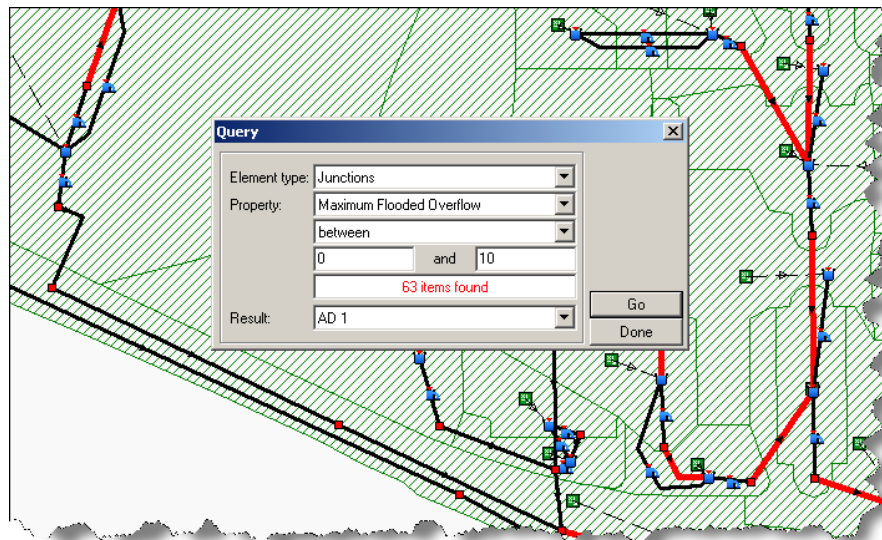 Query
Element type: Junctions
Property: Maximum Flooded Overflow
between
0 and 10
63 items found
Go
Result: AD 1
Done